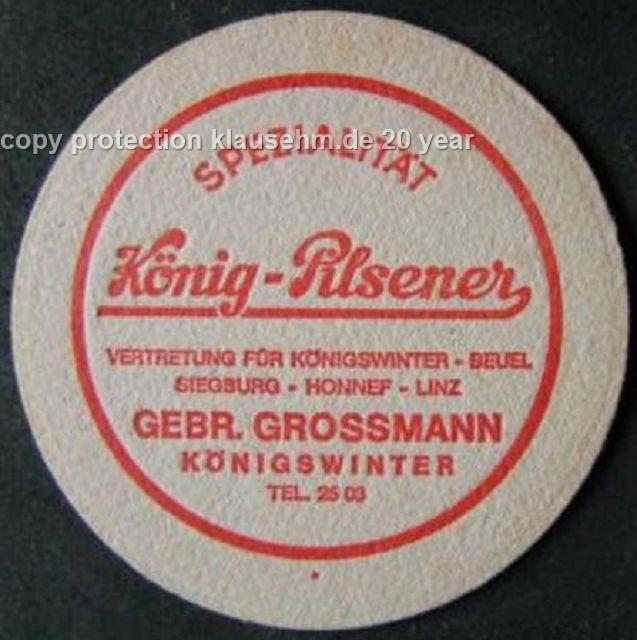 copy protection klausehm.de 20 year
SPEZIALITÄT
König-Pilsener
VERTRETUNG FÜR KÖNIGSWINTER - BEUEL
SIEGBURG - HONNEF - LINZ
GEBR. GROSSMANN
KÖNIGSWINTER
TEL. 25 03